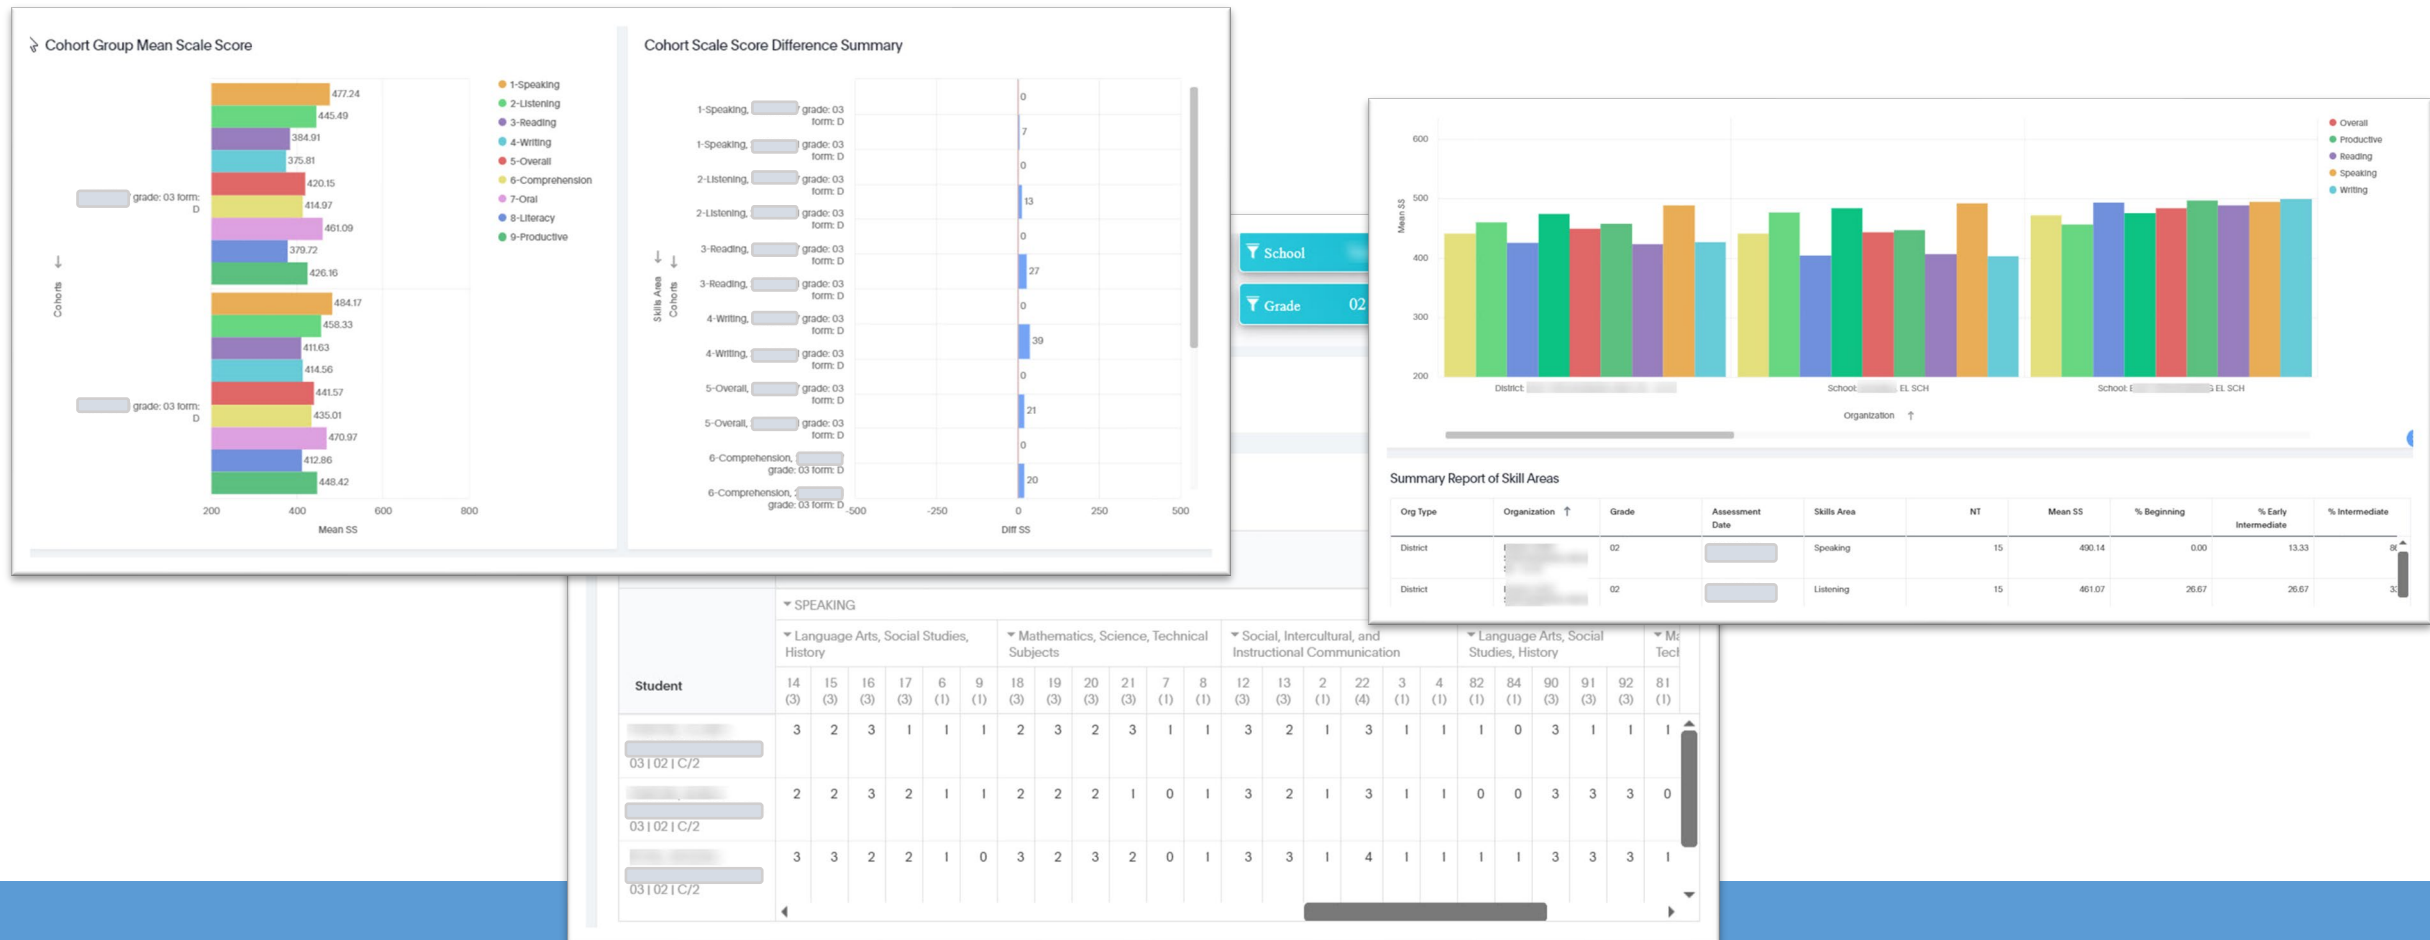 Cohort Group Mean Scale Score
477.24
445.49
384.91
375.81
420.15
414.97
461.09
379.72
426.16
484.17
458.33
411.63
414.56
441.57
435.01
470.97
412.86
448.42
grade: 03 form:
D
grade: 03 form:
D
Cohorts
200 400 600 800
Mean SS
1-Speaking
2-Listening
3-Reading
4-Writing
5-Overall
6-Comprehension
7-Oral
8-Literacy
9-Productive
Cohort Scale Score Difference Summary
Skills Area
Cohorts
1-Speaking, grade: 03
form: D
0
1-Speaking, grade: 03
form: D
7
2-Listening, grade: 03
form: D
0
2-Listening, grade: 03
form: D
13
3-Reading, grade: 03
form: D
0
3-Reading, grade: 03
form: D
27
4-Writing, grade: 03
form: D
0
4-Writing, grade: 03
form: D
39
5-Overall, grade: 03
form: D
0
5-Overall, grade: 03
form: D
21
6-Comprehension,
grade: 03 form: D
0
6-Comprehension,
grade: 03 form: D
20
-500 -250 0 250 500
Diff SS
School
Grade 02
600
500
400
300
200
Mean SS
District:
School: EL SCH
School: EL SCH
Organization
Overall
Productive
Reading
Speaking
Writing
Summary Report of Skill Areas
Org Type Organization Grade Assessment Date Skills Area NT Mean SS % Beginning % Early Intermediate % Intermediate
District 02 Speaking 15 490.14 0.00 13.33
District 02 Listening 15 461.07 26.67 26.67
SPEAKING
Language Arts, Social Studies,
History
Mathematics, Science, Technical
Subjects
Social, Intercultural, and
Instructional Communication
Language Arts, Social
Studies, History
Student
14 15 16 17 6 9 18 19 20 21 7 8 12 13 2 22 3 4 82 84 90 91 92 81
(3) (3) (3) (3) (1) (1) (3) (3) (3) (3) (1) (1) (3) (3) (1) (4) (1) (1) (1) (1) (3) (3) (3) (1)
3 2 3 1 1 1 2 3 2 3 1 1 3 2 1 3 1 1 1 0 3 1 1 1
03 | 02 | C/2
2 2 3 2 1 1 2 2 2 1 0 1 3 2 1 3 1 1 0 0 3 3 3 0
03 | 02 | C/2
3 3 2 2 1 0 3 2 3 2 0 1 3 3 1 4 1 1 1 1 3 3 3 1
03 | 02 | C/2